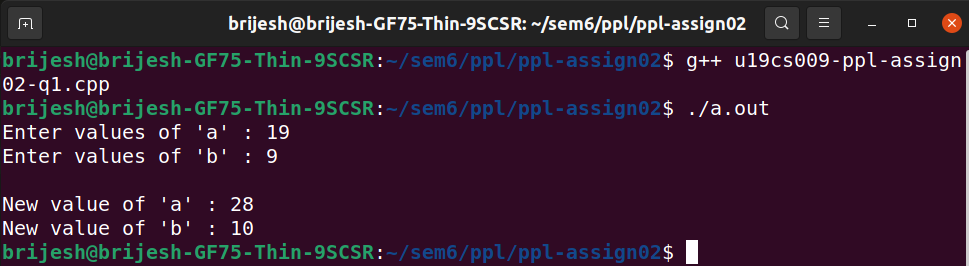 brijesh@brijesh-GF75-Thin-9SCSR: ~/sem6/ppl/ppl-assign02
brijesh@brijesh-GF75-Thin-9SCSR:~/sem6/ppl/ppl-assign02$ g++ u19cs009-ppl-assign
02-q1.cpp
brijesh@brijesh-GF75-Thin-9SCSR:~/sem6/ppl/ppl-assign02$ ./a.out
Enter values of 'a' : 19
Enter values of 'b' : 9
New value of 'a' : 28
New value of 'b' : 10
brijesh@brijesh-GF75-Thin-9SCSR:~/sem6/ppl/ppl-assign02$